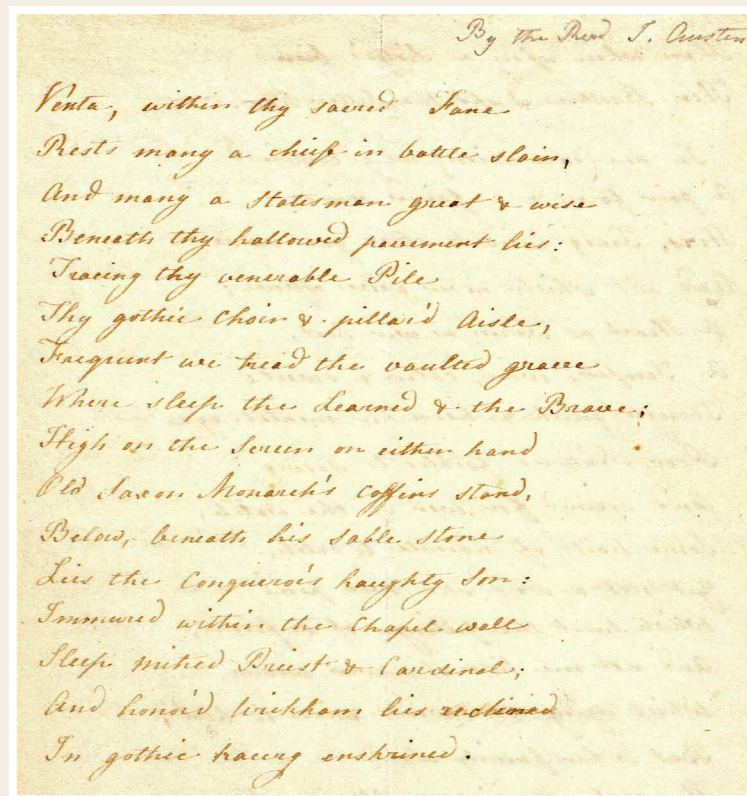 By the Revd J. Austen
Venta, within thy sacred Fane
Rests many a chief in battle slain,
And many a Statesman great & wise
Beneath thy hallowed pavement lies:
Tracing thy venerable Pile
Thy gothic Choir & pillar'd Aisle,
Frequent we tread the vaulted grave
Where sleep the Learned & the Brave;
High on the Screen on either hand
Old Saxon Monarch's Coffins stand,
Below, beneath his sable stone
Lies the Conqueror's haughty Son:
Immured within the Chapel wall
Sleep mitred Priest & Cardinal;
And honor'd Wickham lies reclined
In gothic tracery enshrined.